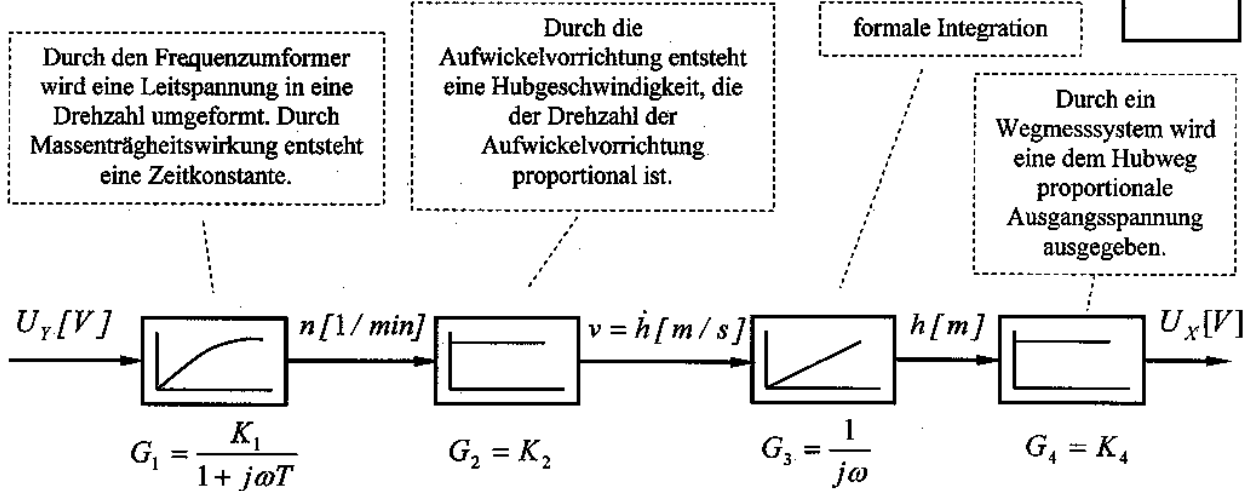 Durch den Frequenzumformer
wird eine Leitspannung in eine
Drehzahl umgeformt. Durch
Massenträgheitswirkung entsteht
eine Zeitkonstante.
Durch die
Aufwickelvorrichtung entsteht
eine Hubgeschwindigkeit, die
der Drehzahl der
Aufwickelvorrichtung
proportional ist.
formale Integration
Durch ein
Wegmesssystem wird
eine dem Hubweg
proportionale
Ausgangsspannung
ausgegeben.
U_Y [V]
n [1/min]
v = ḣ [m/s]
h [m]
U_X [V]
G_1 = K_1 / (1 + jωT)
G_2 = K_2
G_3 = 1 / jω
G_4 = K_4